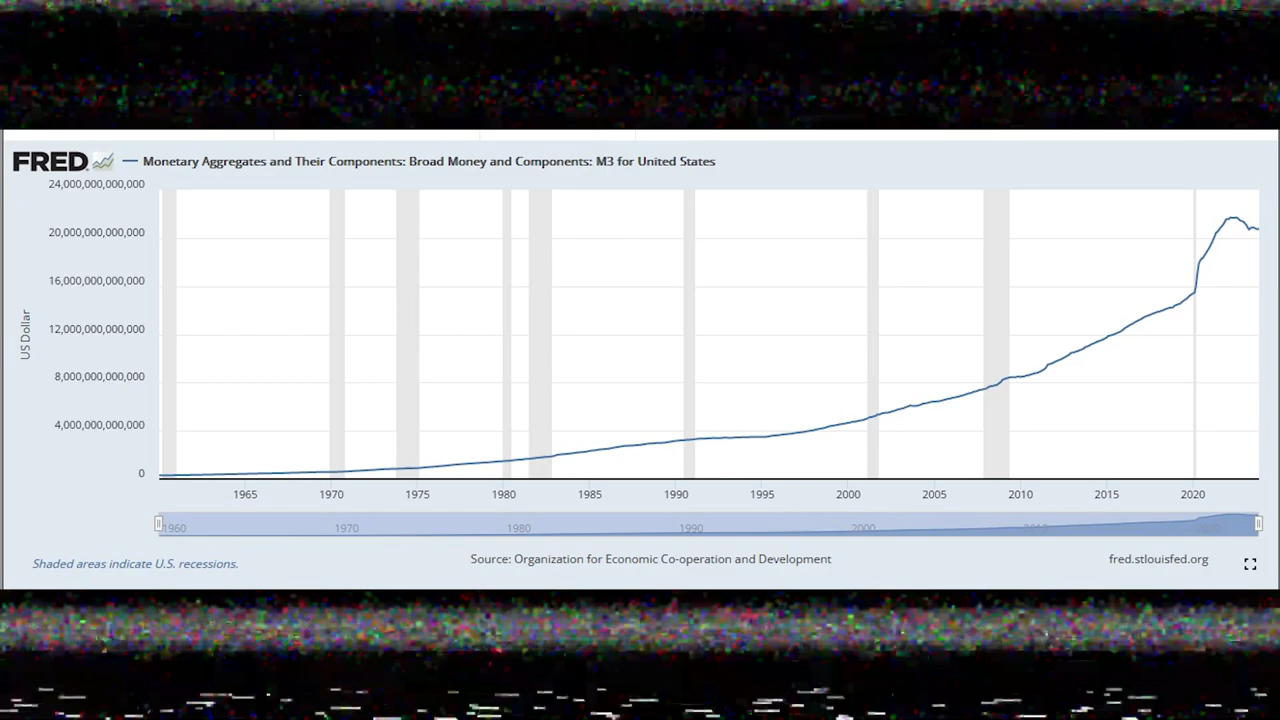 FRED Monetary Aggregates and Their Components: Broad Money and Components: M3 for United States
24,000,000,000,000
20,000,000,000,000
16,000,000,000,000
12,000,000,000,000
8,000,000,000,000
4,000,000,000,000
0
US Dollar
1965 1970 1975 1980 1985 1990 1995 2000 2005 2010 2015 2020
1960 1970 1980 1990 2000 2010 2020
Shaded areas indicate U.S. recessions.
Source: Organization for Economic Co-operation and Development
fred.stlouisfed.org